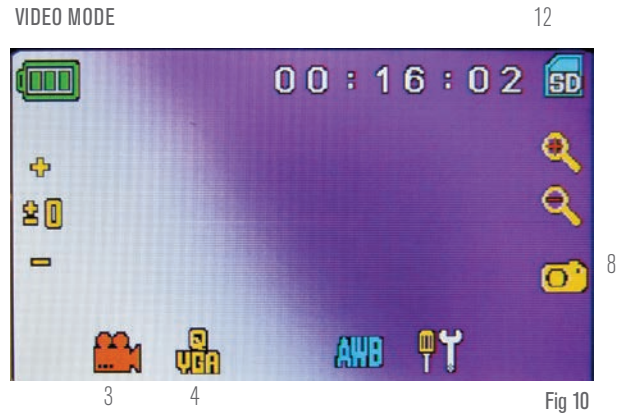 VIDEO MODE 12
00:16:02 SD
±0
8
Q
VGA AWB
3 4 Fig 10